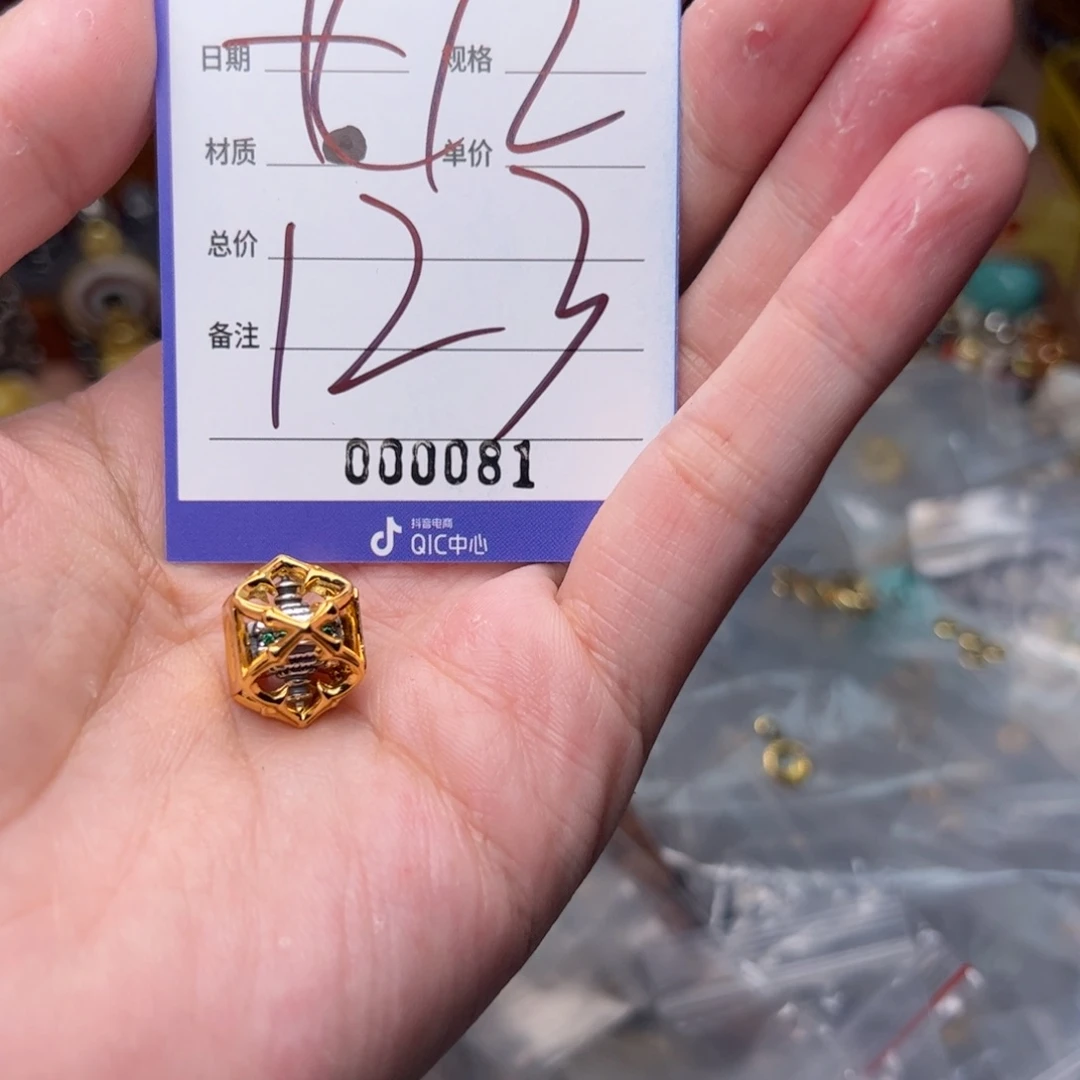 日期 规格
12
材质 单价
总价
123
备注
000081
抖音电商
QIC中心